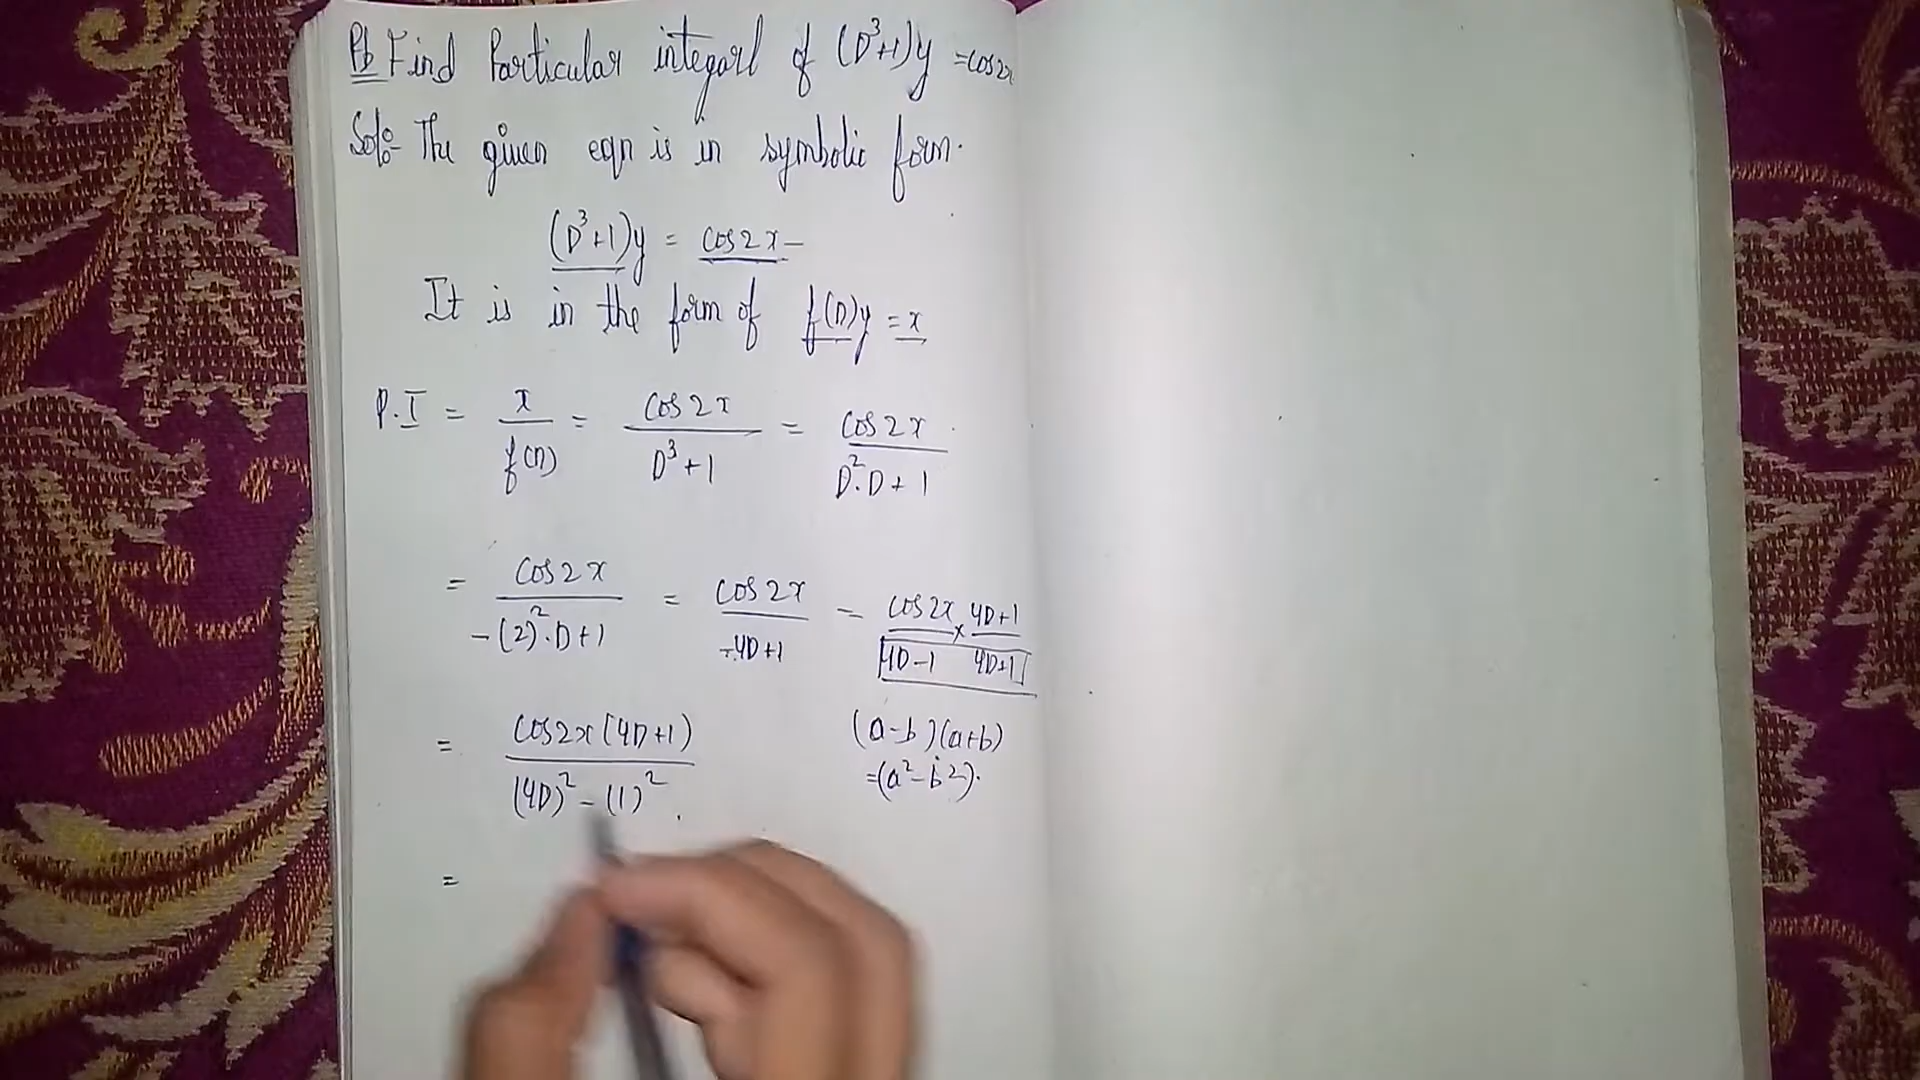 Pb Find Particular integarl of (D³+1)y = cos2x
Sol:- The given eqn is in symbolic form.
(D³+1)y = cos2x
It is in the form of f(D)y = x
P.I = x/f(D) = cos2x/D³+1 = cos2x/D².D+1
= cos2x/-(2)².D+1 = cos2x/-4D+1 = cos2x/4D-1 × 4D+1/4D+1
= cos2x(4D+1)/(4D)²-(1)²
(a-b)(a+b)
=(a²-b²).
=